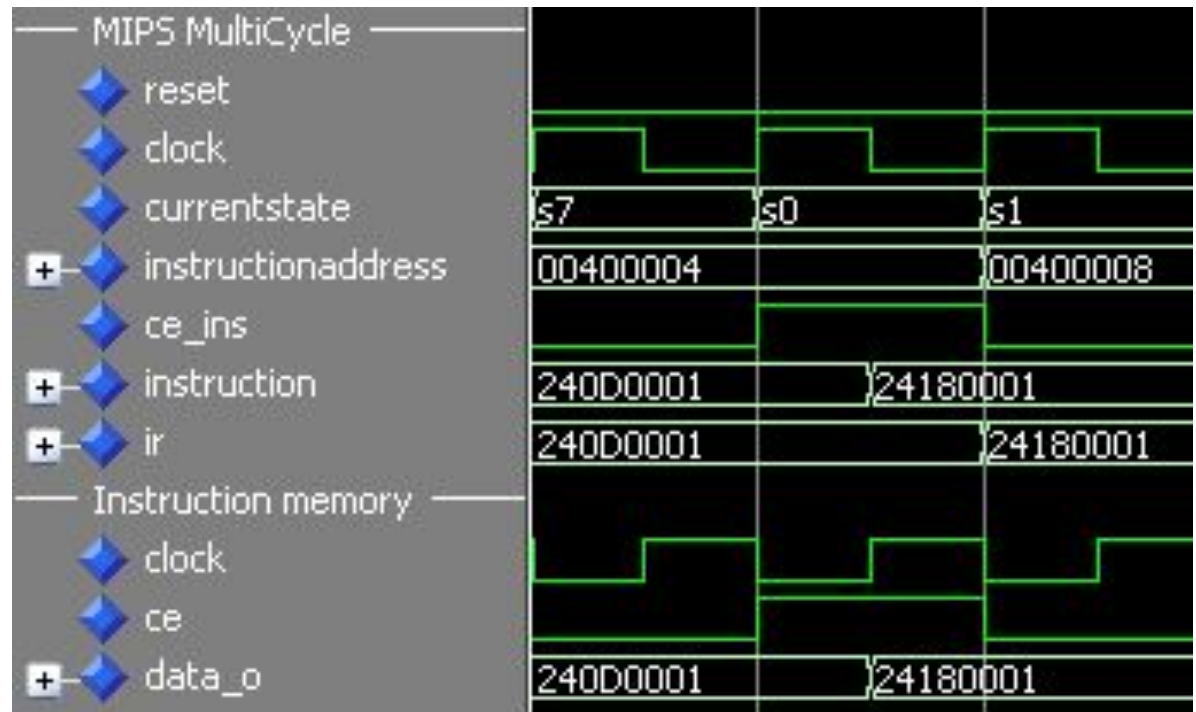 MIPS MultiCycle
reset
clock
currentstate s7 s0 s1
instructionaddress 00400004 00400008
ce_ins
instruction 240D0001 24180001
ir 240D0001 24180001
Instruction memory
clock
ce
data_o 240D0001 24180001